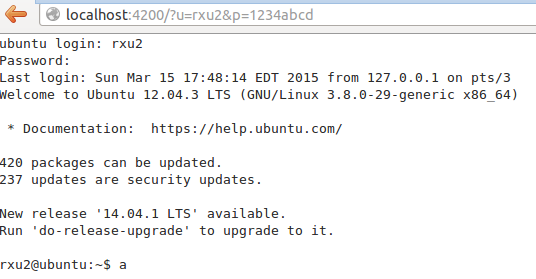 localhost:4200/?u=rxu2&p=1234abcd
ubuntu login: rxu2
Password:
Last login: Sun Mar 15 17:48:14 EDT 2015 from 127.0.0.1 on pts/3
Welcome to Ubuntu 12.04.3 LTS (GNU/Linux 3.8.0-29-generic x86_64)
 * Documentation:  https://help.ubuntu.com/
420 packages can be updated.
237 updates are security updates.
New release '14.04.1 LTS' available.
Run 'do-release-upgrade' to upgrade to it.
rxu2@ubuntu:~$ a